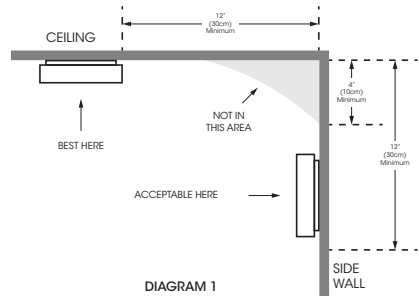 12"
(30cm)
Minimum
CEILING
4"
(10cm)
Minimum
NOT IN
THIS AREA
12"
(30cm)
Minimum
BEST HERE
ACCEPTABLE HERE
SIDE
WALL
DIAGRAM 1